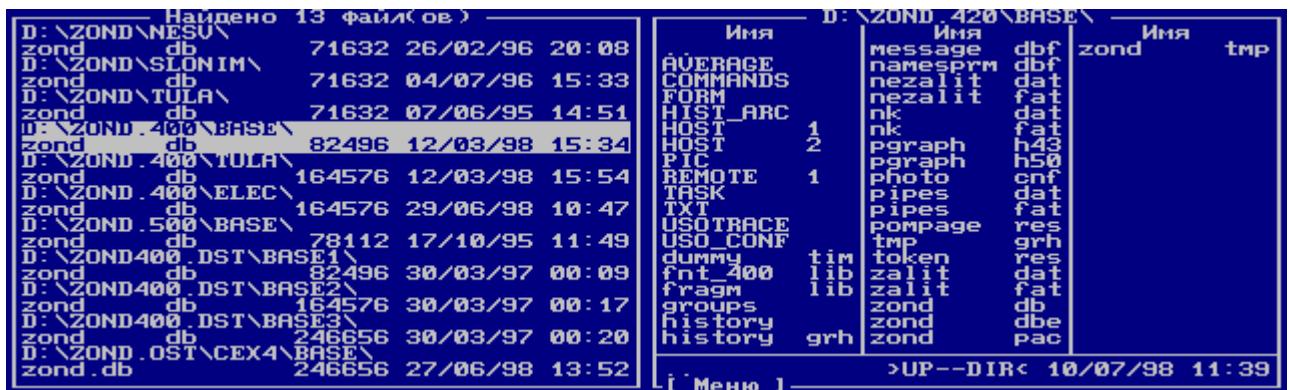 Найдено 13 файл(ов)
D:\ZOND\NESV\
zond db 71632 26/02/96 20:08
D:\ZOND\SLONIM\
zond db 71632 04/07/96 15:33
D:\ZOND\TULA\
zond db 71632 07/06/95 14:51
D:\ZOND.400\BASE\
zond db 82496 12/03/98 15:34
D:\ZOND.400\TULA\
zond db 164576 12/03/98 15:54
D:\ZOND.400\ELEC\
zond db 164576 29/06/98 10:47
D:\ZOND.500\BASE\
zond db 78112 17/10/95 11:49
D:\ZOND400.DST\BASE1\
zond db 82496 30/03/97 00:09
D:\ZOND400.DST\BASE2\
zond db 164576 30/03/97 00:17
D:\ZOND400.DST\BASE3\
zond db 246656 30/03/97 00:20
D:\ZOND.OST\CEX4\BASE\
zond.db 246656 27/06/98 13:52
D:\ZOND.420\BASE\
Имя Имя Имя
.. message dbf zond tmp
AVERAGE namesprm dbf
COMMANDS nezalit dat
FORM nezalit fat
HIST_ARC nk dat
HOST 1 nk fat
HOST 2 pgraph h43
PIC pgraph h50
REMOTE 1 photo cnf
TASK pipes dat
TXT pipes fat
USOTRACE pompage res
USO_CONF tmp grh
dummy tim token res
fnt_400 lib zalit dat
fragm lib zalit fat
groups zond db
history zond dbe
history grh zond pac
.. >UP--DIR< 10/07/98 11:39
[ Меню ]